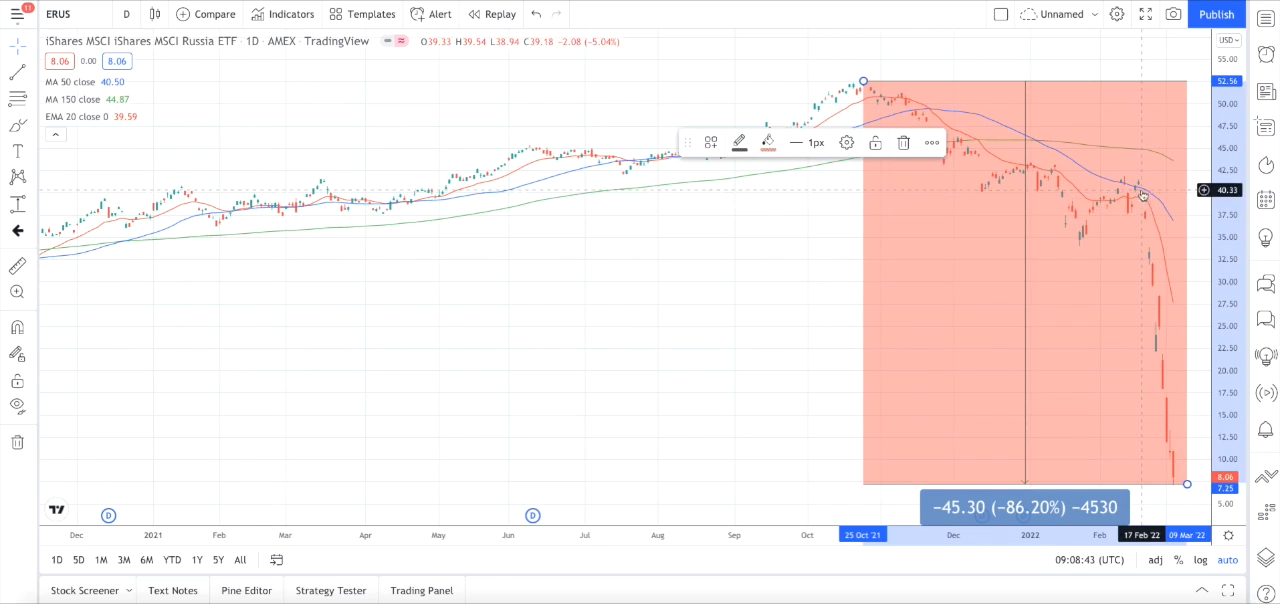 11
ERUS D Compare Indicators Templates Alert Replay Unnamed Publish
iShares MSCI iShares MSCI Russia ETF · 1D · AMEX · TradingView O39.33 H39.54 L38.94 C39.18 −2.08 (−5.04%)
USD
8.06 0.00 8.06
MA 50 close 40.50
MA 150 close 44.87
EMA 20 close 0 39.59
1px
55.00
52.56
50.00
47.50
45.00
42.50
40.33
37.50
35.00
32.50
30.00
27.50
25.00
22.50
20.00
17.50
15.00
12.50
10.00
8.06
7.25
5.00
−45.30 (−86.20%) −4530
D D
Dec 2021 Feb Mar Apr May Jun Jul Aug Sep Oct 25 Oct '21 Dec 2022 Feb 17 Feb '22 09 Mar '22
1D 5D 1M 3M 6M YTD 1Y 5Y All 09:08:43 (UTC) adj % log auto
Stock Screener Text Notes Pine Editor Strategy Tester Trading Panel